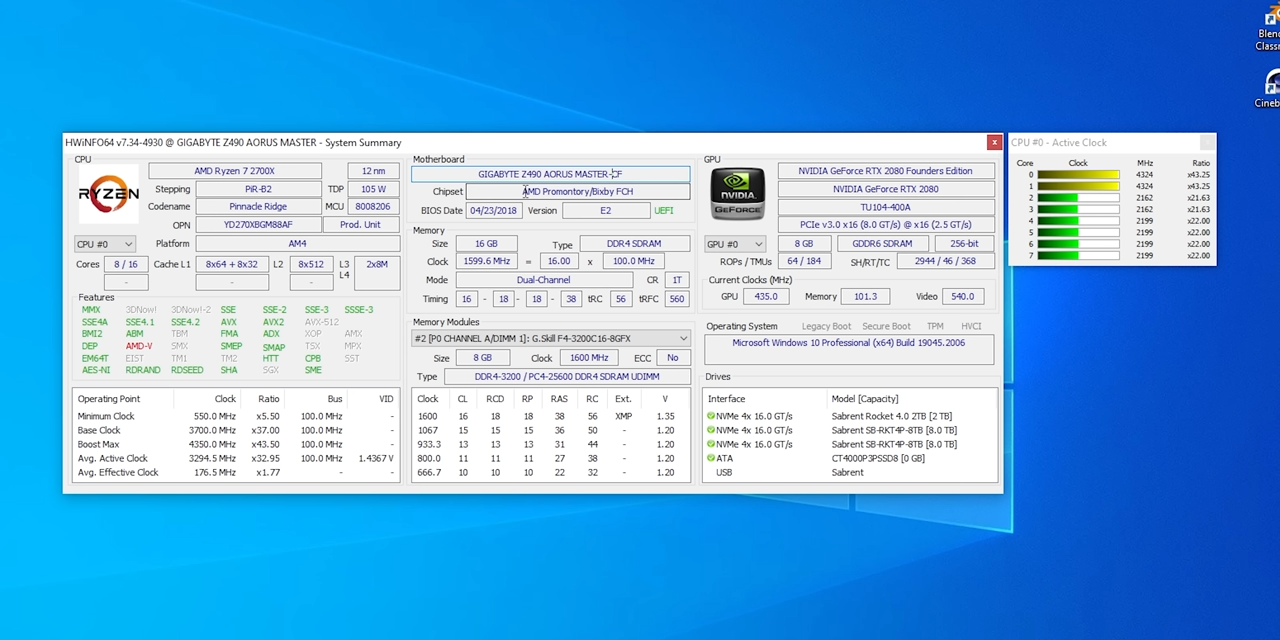 HWiNFO64 v7.34-4930 @ GIGABYTE Z490 AORUS MASTER - System Summary
x
CPU
RYZEN
AMD Ryzen 7 2700X
12 nm
Stepping
PiR-B2
TDP
105 W
Codename
Pinnacle Ridge
MCU
8008206
OPN
YD270XBGM88AF
Prod. Unit
CPU #0
Platform
AM4
Cores
8 / 16
Cache L1
8x64 + 8x32
L2
8x512
L3
2x8M
L4
-
-
-
Features
MMX 3DNow! 3DNow!-2 SSE SSE-2 SSE-3 SSSE-3
SSE4A SSE4.1 SSE4.2 AVX AVX2 AVX-512
BMI2 ABM TBM FMA ADX XOP AMX
DEP AMD-V SMX SMEP SMAP TSX MPX
EM64T EIST TM1 TM2 HTT CPB SST
AES-NI RDRAND RDSEED SHA SGX SME
Operating Point Clock Ratio Bus VID
Minimum Clock 550.0 MHz x5.50 100.0 MHz -
Base Clock 3700.0 MHz x37.00 100.0 MHz -
Boost Max 4350.0 MHz x43.50 100.0 MHz -
Avg. Active Clock 3294.5 MHz x32.95 100.0 MHz 1.4367 V
Avg. Effective Clock 176.5 MHz x1.77 - -
Motherboard
GIGABYTE Z490 AORUS MASTER-CF
Chipset
AMD Promontory/Bixby FCH
BIOS Date
04/23/2018
Version
E2
UEFI
Memory
Size
16 GB
Type
DDR4 SDRAM
Clock
1599.6 MHz
=
16.00
x
100.0 MHz
Mode
Dual-Channel
CR
1T
Timing
16 - 18 - 18 - 38
tRC
56
tRFC
560
Memory Modules
#2 [P0 CHANNEL A/DIMM 1]: G.Skill F4-3200C16-8GFX
Size
8 GB
Clock
1600 MHz
ECC
No
Type
DDR4-3200 / PC4-25600 DDR4 SDRAM UDIMM
Clock CL RCD RP RAS RC Ext. V
1600 16 18 18 38 56 XMP 1.35
1067 15 15 15 36 50 - 1.20
933.3 13 13 13 31 44 - 1.20
800.0 11 11 11 27 38 - 1.20
666.7 10 10 10 22 32 - 1.20
GPU
NVIDIA
GEFORCE
NVIDIA GeForce RTX 2080 Founders Edition
NVIDIA GeForce RTX 2080
TU104-400A
PCIe v3.0 x16 (8.0 GT/s) @ x16 (2.5 GT/s)
GPU #0
8 GB
GDDR6 SDRAM
256-bit
ROPs / TMUs
64 / 184
SH/RT/TC
2944 / 46 / 368
Current Clocks (MHz)
GPU
435.0
Memory
101.3
Video
540.0
Operating System Legacy Boot Secure Boot TPM HVCI
Microsoft Windows 10 Professional (x64) Build 19045.2006
Drives
Interface Model [Capacity]
NVMe 4x 16.0 GT/s Sabrent Rocket 4.0 2TB [2 TB]
NVMe 4x 16.0 GT/s Sabrent SB-RKT4P-8TB [8.0 TB]
NVMe 4x 16.0 GT/s Sabrent SB-RKT4P-8TB [8.0 TB]
ATA CT4000P3PSSD8 [0 GB]
USB Sabrent
CPU #0 - Active Clock
Core Clock MHz Ratio
0 4324 x43.25
1 4324 x43.25
2 2162 x21.63
3 2162 x21.63
4 2199 x22.00
5 2199 x22.00
6 2199 x22.00
7 2199 x22.00